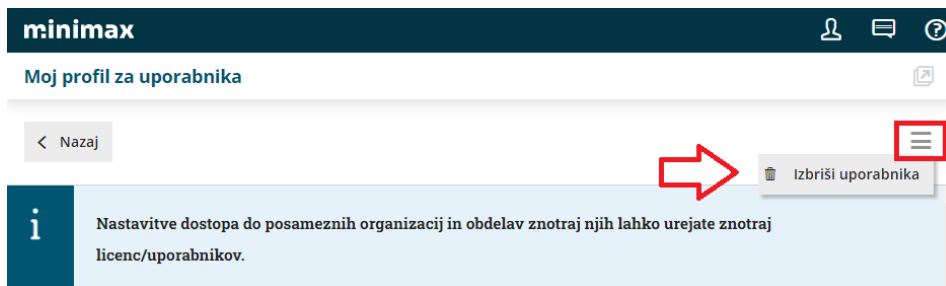 minimax
Moj profil za uporabnika
Nazaj
Izbriši uporabnika
i
Nastavitve dostopa do posameznih organizacij in obdelav znotraj njih lahko urejate znotraj
licenc/uporabnikov.